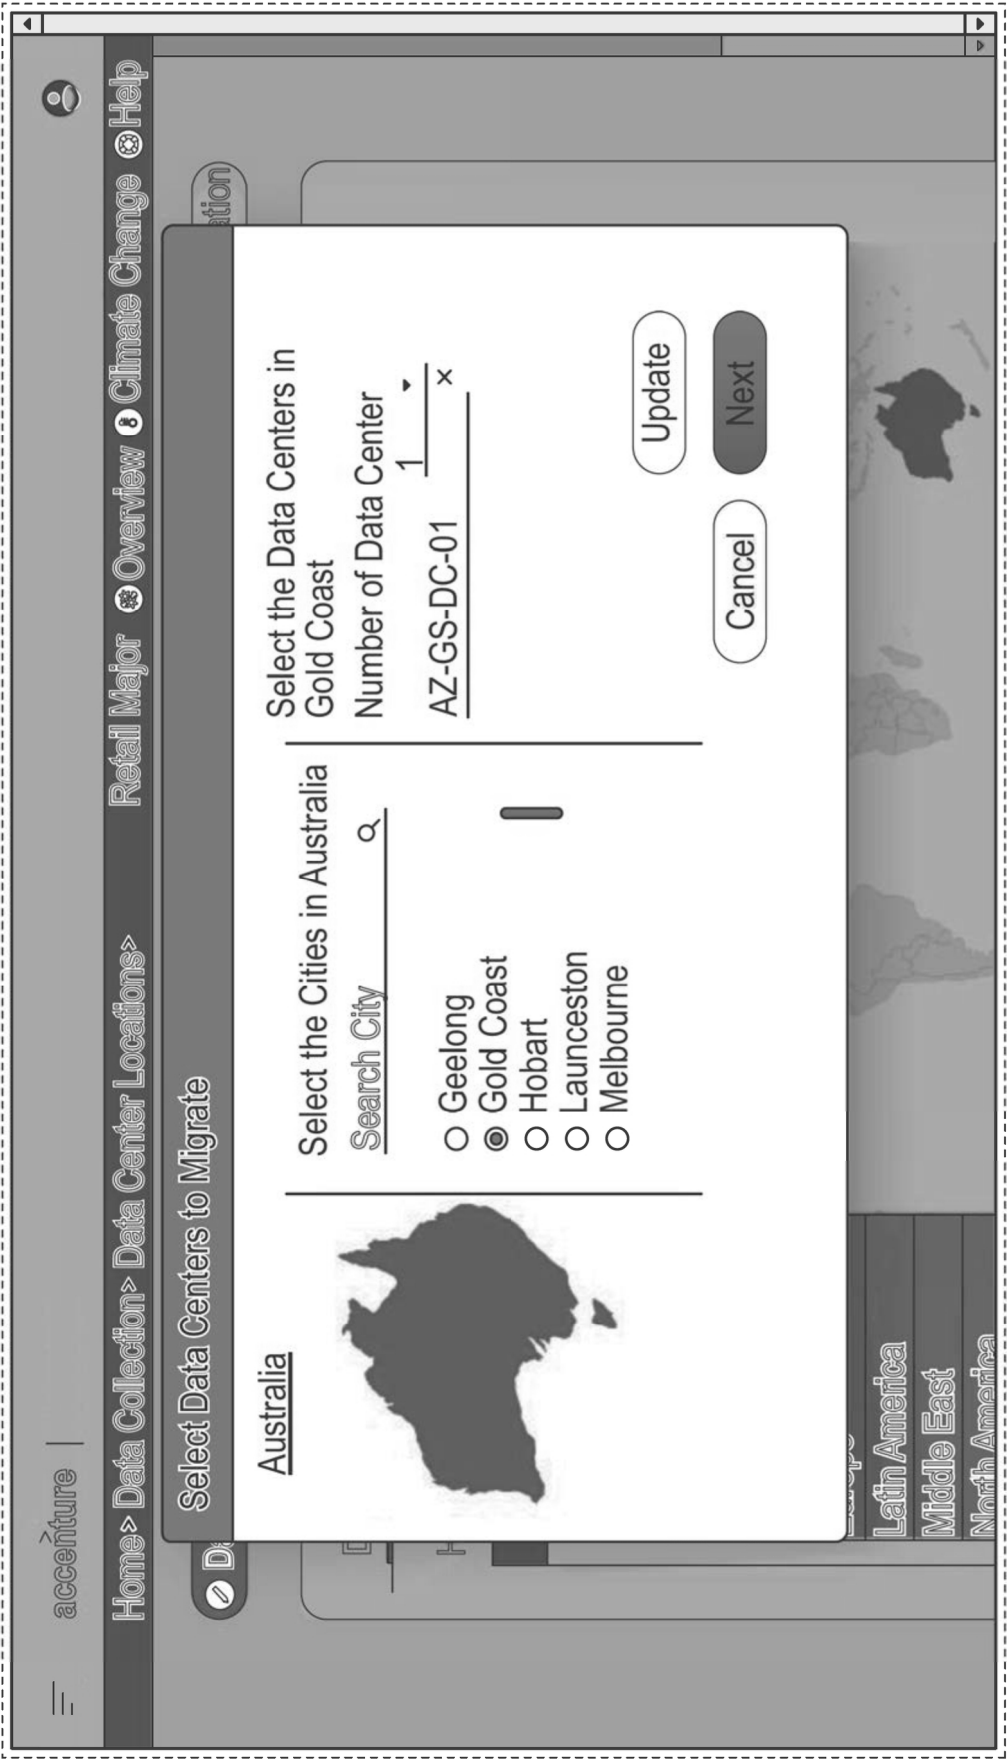 accenture
Home> Data Collection> Data Center Locations>
Retail Major
Overview
Climate Change
Help
Select Data Centers to Migrate
Australia
Select the Cities in Australia
Search City
Geelong
Gold Coast
Hobart
Launceston
Melbourne
Select the Data Centers in
Gold Coast
Number of Data Center
1
AZ-GS-DC-01 ×
Update
Cancel
Next
Latin America
Middle East
North America